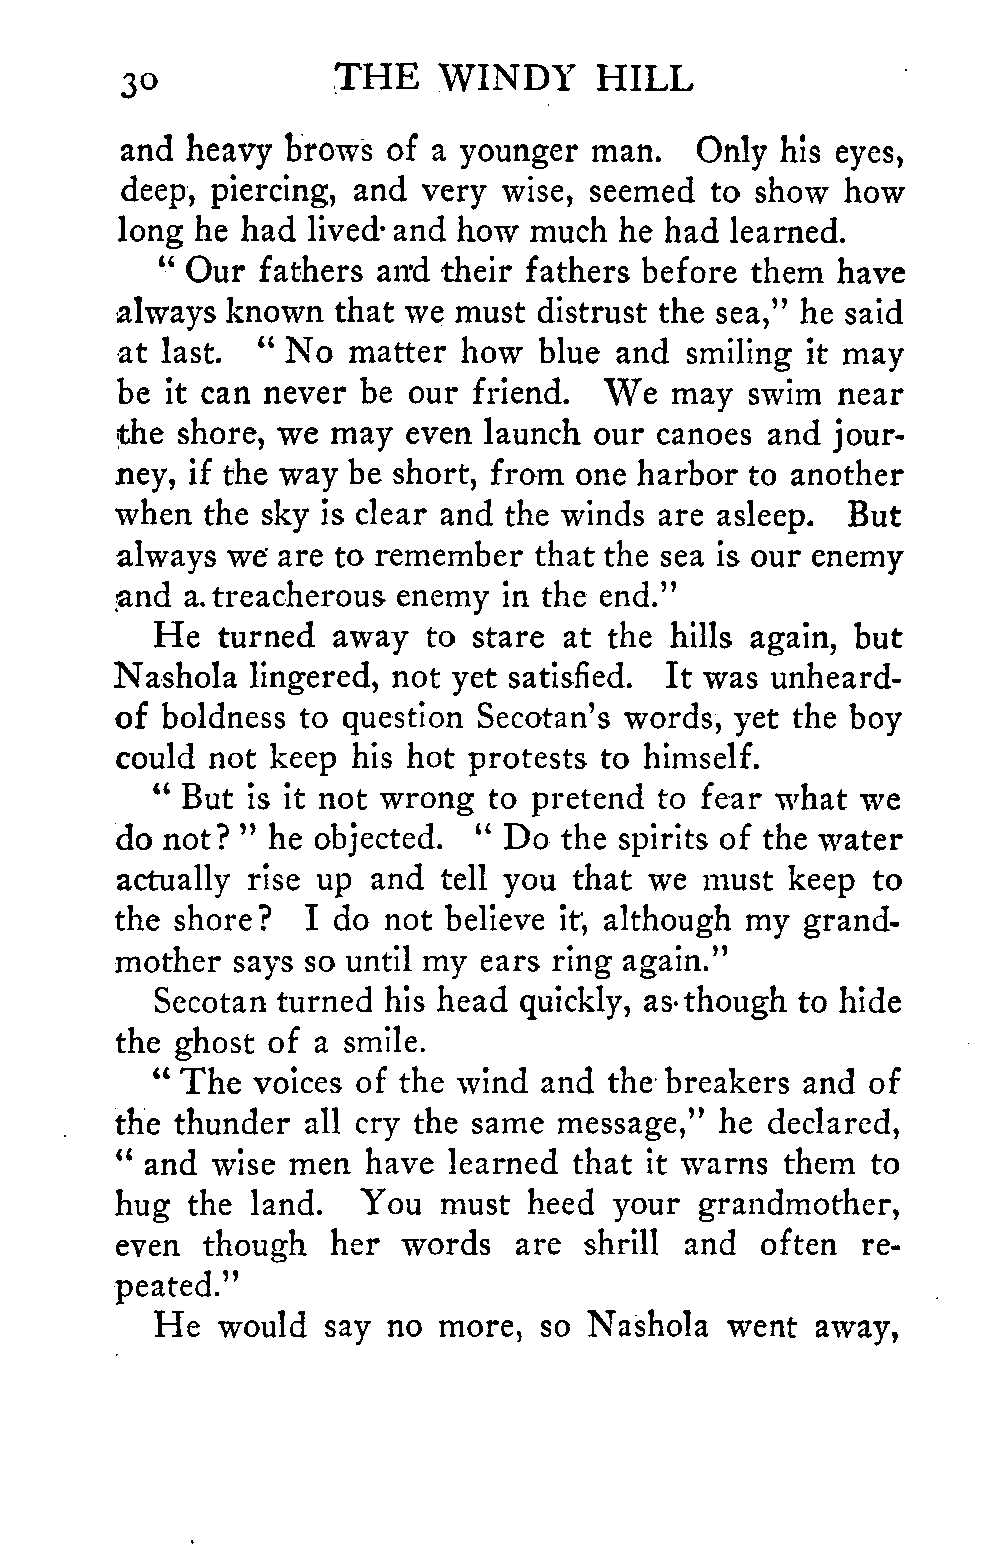 30 THE WINDY HILL
and heavy brows of a younger man. Only his eyes,
deep, piercing, and very wise, seemed to show how
long he had lived and how much he had learned.
“ Our fathers and their fathers before them have
always known that we must distrust the sea,” he said
at last. “ No matter how blue and smiling it may
be it can never be our friend. We may swim near
the shore, we may even launch our canoes and jour-
ney, if the way be short, from one harbor to another
when the sky is clear and the winds are asleep. But
always we are to remember that the sea is our enemy
and a treacherous enemy in the end.”
He turned away to stare at the hills again, but
Nashola lingered, not yet satisfied. It was unheard-
of boldness to question Secotan’s words, yet the boy
could not keep his hot protests to himself.
“ But is it not wrong to pretend to fear what we
do not? ” he objected. “ Do the spirits of the water
actually rise up and tell you that we must keep to
the shore? I do not believe it, although my grand-
mother says so until my ears ring again.”
Secotan turned his head quickly, as though to hide
the ghost of a smile.
“ The voices of the wind and the breakers and of
the thunder all cry the same message,” he declared,
“ and wise men have learned that it warns them to
hug the land. You must heed your grandmother,
even though her words are shrill and often re-
peated.”
He would say no more, so Nashola went away,